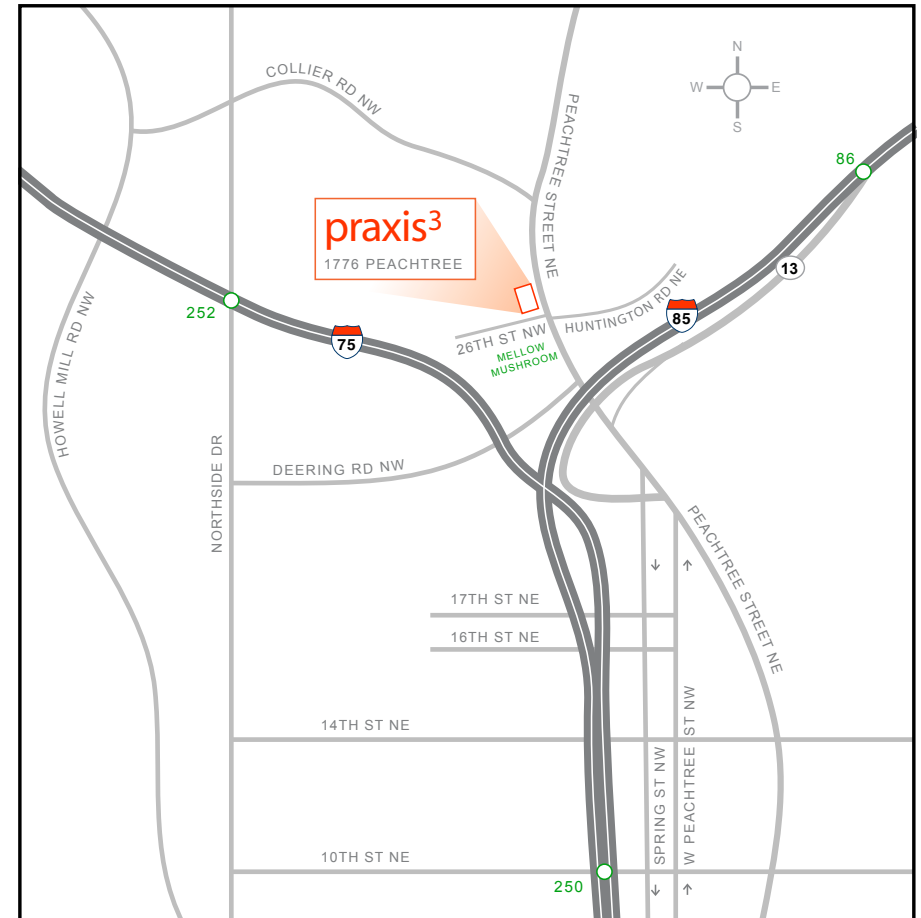 N
W E
S
COLLIER RD NW
PEACHTREE STREET NE
86
13
praxis³
1776 PEACHTREE
252
75
85
HUNTINGTON RD NE
26TH ST NW
MELLOW
MUSHROOM
HOWELL MILL RD NW
NORTHSIDE DR
DEERING RD NW
PEACHTREE STREET NE
17TH ST NE
16TH ST NE
14TH ST NE
SPRING ST NW
W PEACHTREE ST NW
10TH ST NE
250